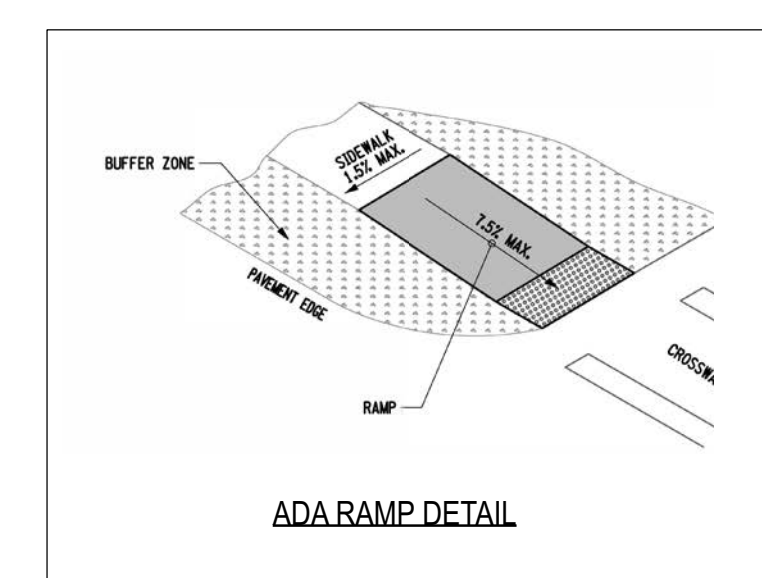 SIDEWALK
1.5% MAX.
BUFFER ZONE
7.5% MAX.
PAVEMENT EDGE
RAMP
ADA RAMP DETAIL